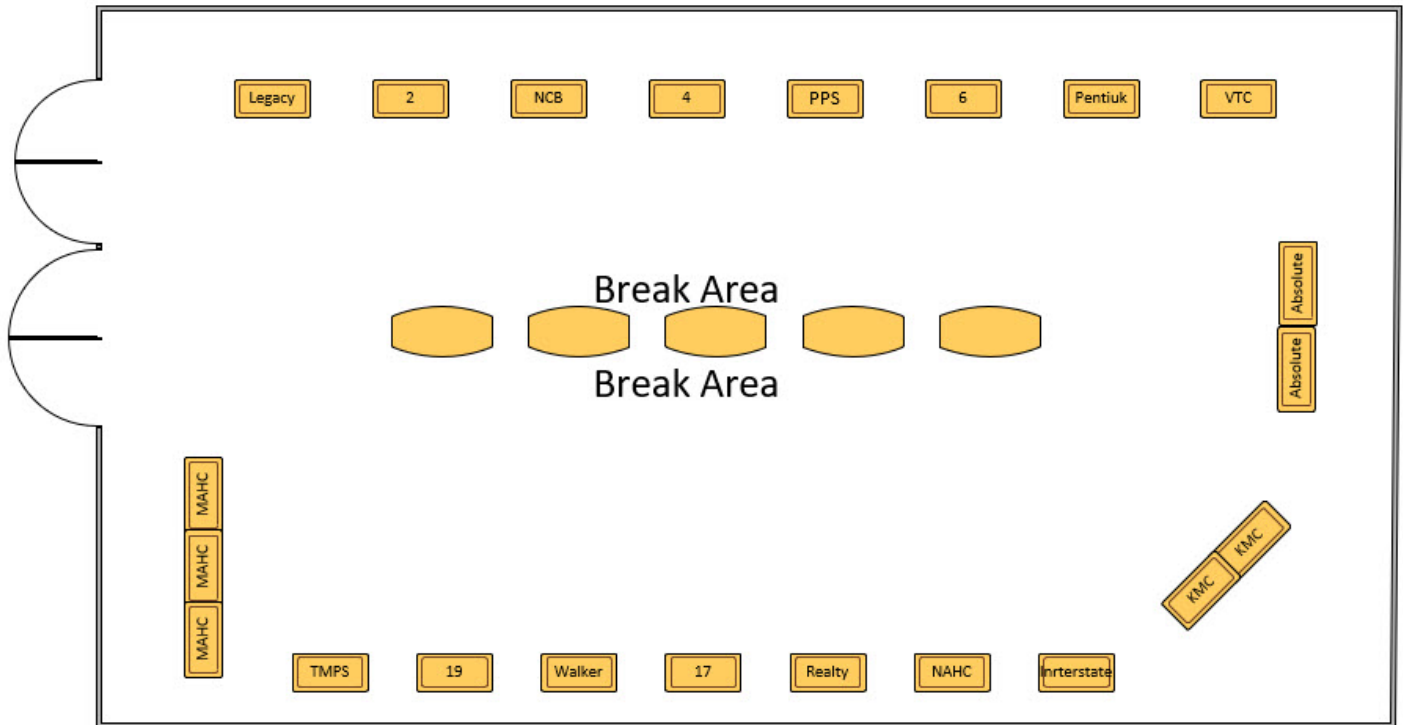 Legacy
2
NCB
4
PPS
6
Pentiuk
VTC
Break Area
Absolute
Absolute
Break Area
MAHC
MAHC
MAHC
KMC
KMC
TMPS
19
Walker
17
Realty
NAHC
Inrterstate